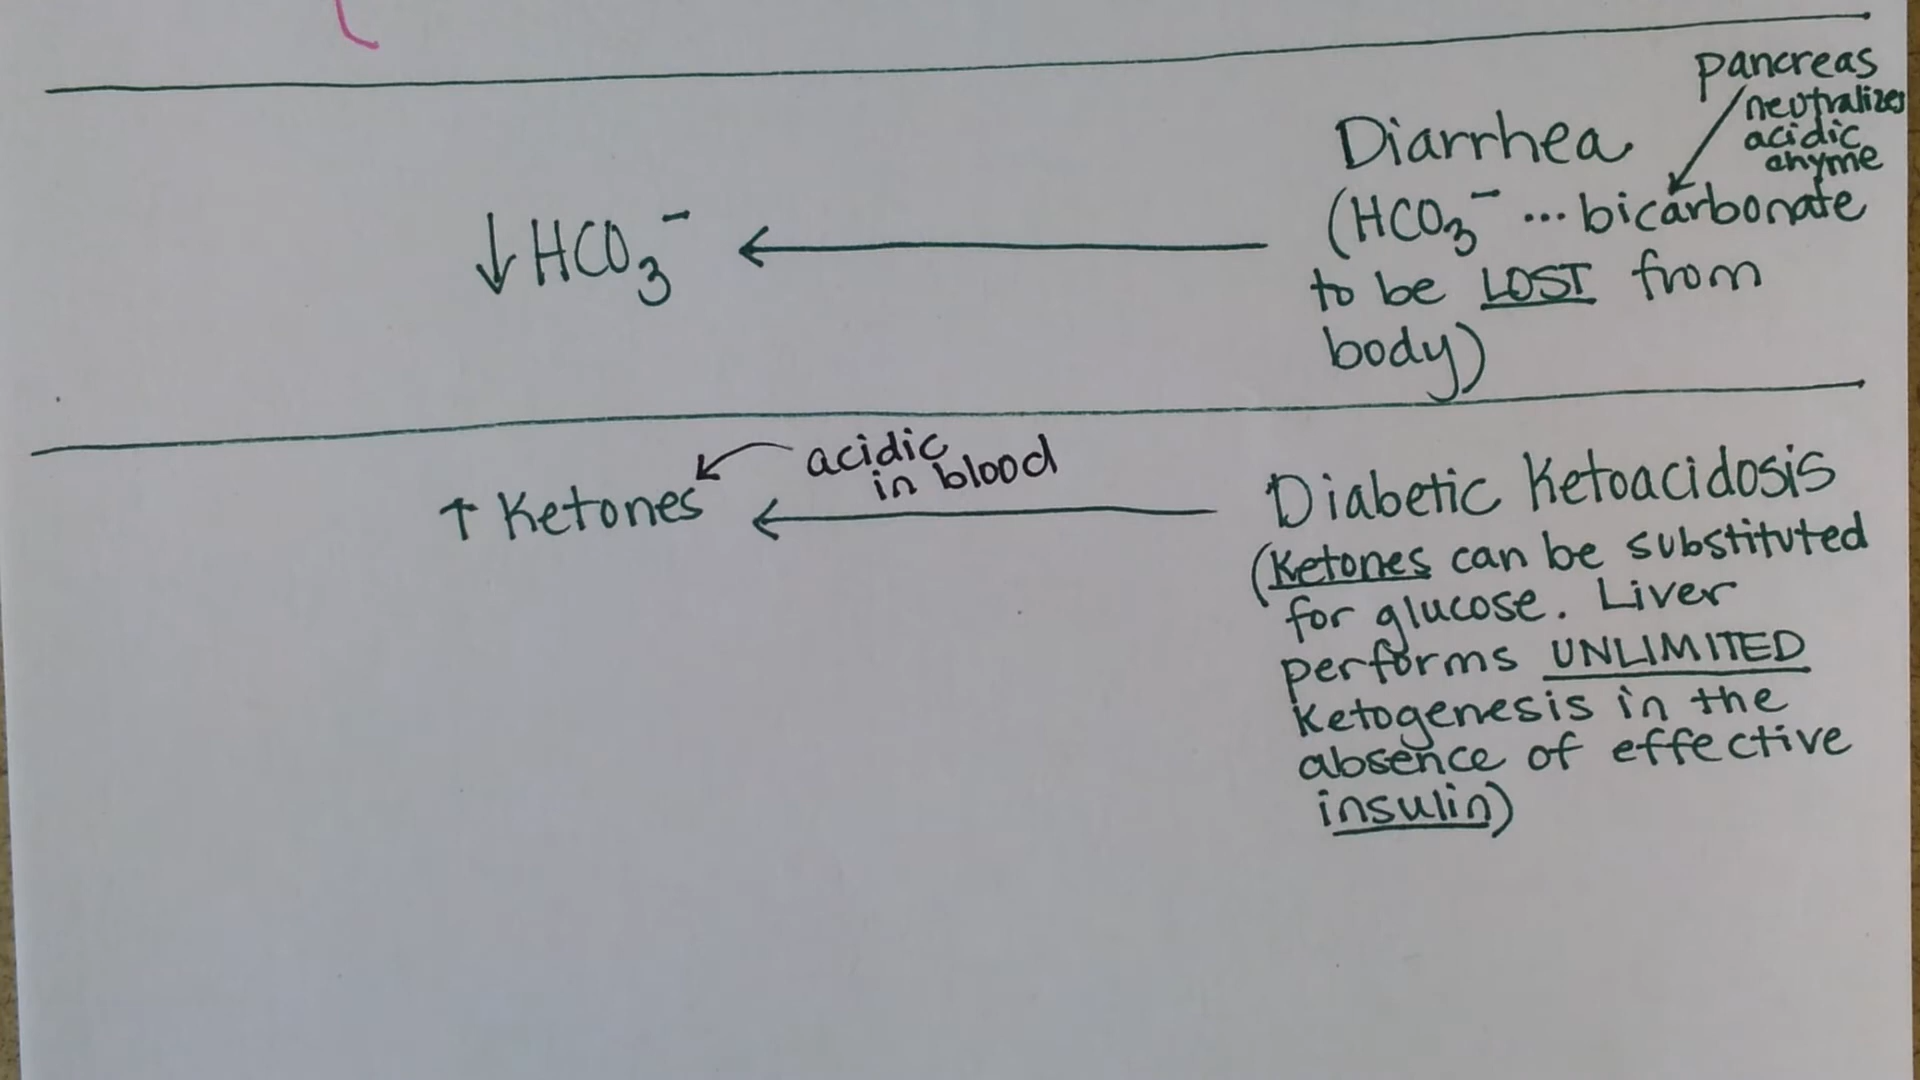 pancreas
neutralizes
acidic
chyme
Diarrhea
(HCO₃⁻ ... bicarbonate
to be LOST from
body)
↓ HCO₃⁻
↑ Ketones
acidic
in blood
Diabetic Ketoacidosis
(Ketones can be substituted
for glucose. Liver
performs UNLIMITED
Ketogenesis in the
absence of effective
insulin)